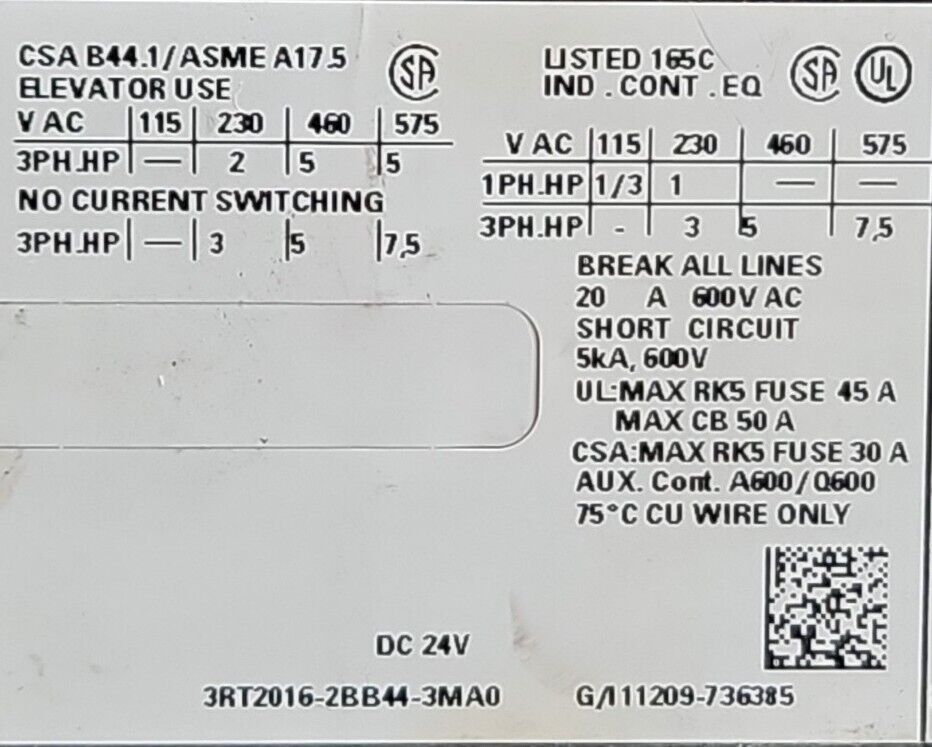 CSA B44.1/ASME A17.5 SA
ELEVATOR USE
V AC 115 230 460 575
3PH.HP — 2 5 5
NO CURRENT SWITCHING
3PH.HP — 3 5 7,5
LISTED 165C SA UL
IND . CONT . EQ
V AC 115 230 460 575
1PH.HP 1/3 1 — —
3PH.HP - 3 5 7,5
BREAK ALL LINES
20 A 600V AC
SHORT CIRCUIT
5kA, 600V
UL:MAX RK5 FUSE 45 A
MAX CB 50 A
CSA:MAX RK5 FUSE 30 A
AUX. Cont. A600/Q600
75°C CU WIRE ONLY
DC 24V
3RT2016-2BB44-3MA0 G/111209-736385